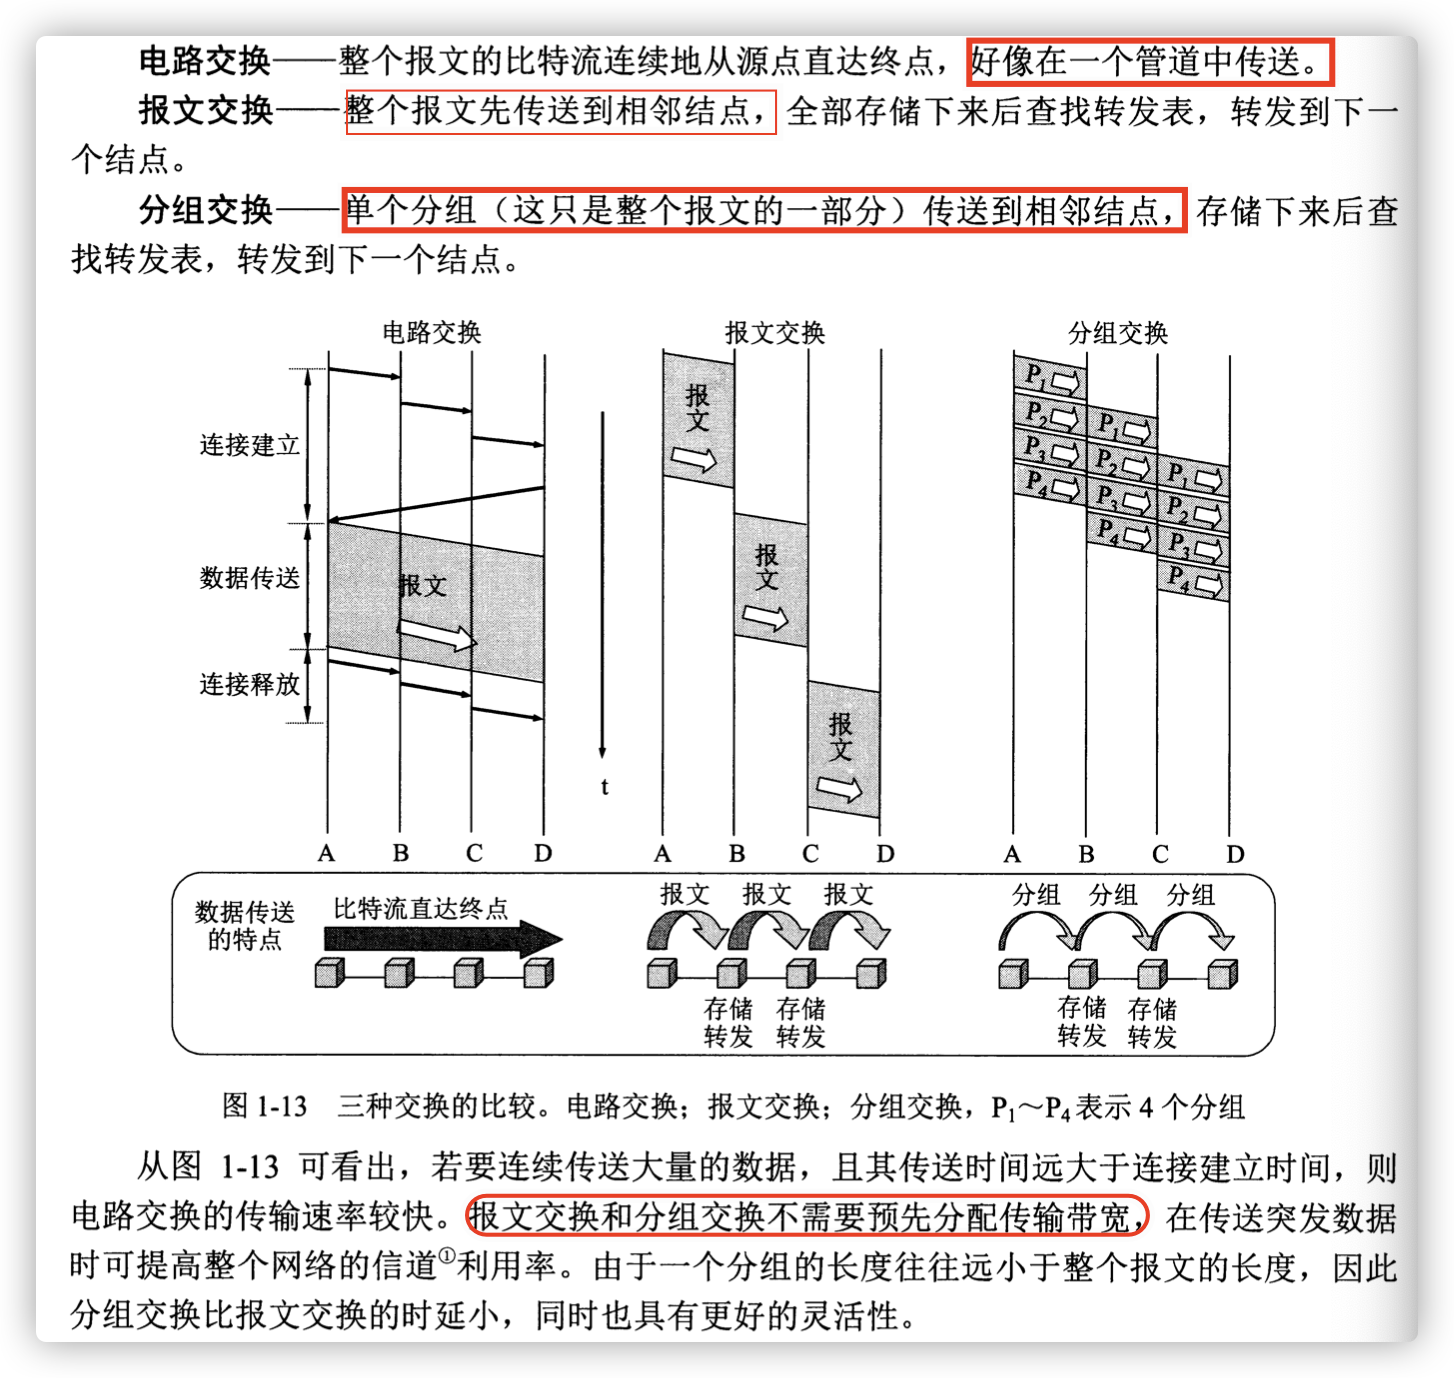 电路交换——整个报文的比特流连续地从源点直达终点，好像在一个管道中传送。
报文交换——整个报文先传送到相邻结点，全部存储下来后查找转发表，转发到下一
个结点。
分组交换——单个分组（这只是整个报文的一部分）传送到相邻结点，存储下来后查
找转发表，转发到下一个结点。
电路交换 报文交换 分组交换
连接建立
数据传送
连接释放
报文
t
报文
报文
报文
P1
P2 P1
P3 P2 P1
P4 P3 P2
P4 P3
P4
A B C D A B C D A B C D
数据传送
的特点
比特流直达终点
报文 报文 报文
分组 分组 分组
存储 存储 存储 存储
转发 转发 转发 转发
图 1-13 三种交换的比较。电路交换；报文交换；分组交换，P1～P4 表示 4 个分组
从图 1-13 可看出，若要连续传送大量的数据，且其传送时间远大于连接建立时间，则
电路交换的传输速率较快。报文交换和分组交换不需要预先分配传输带宽，在传送突发数据
时可提高整个网络的信道①利用率。由于一个分组的长度往往远小于整个报文的长度，因此
分组交换比报文交换的时延小，同时也具有更好的灵活性。